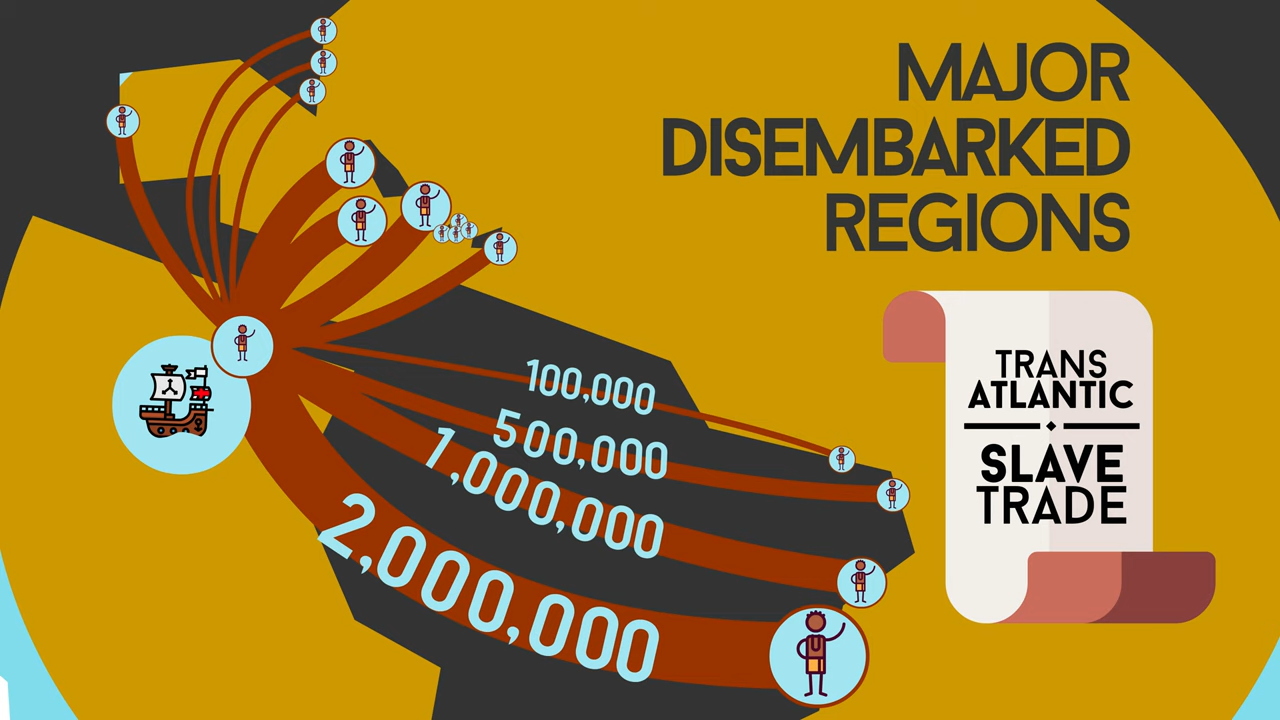 MAJOR
DISEMBARKED
REGIONS
TRANS
ATLANTIC
SLAVE
TRADE
100,000
500,000
1,000,000
2,000,000